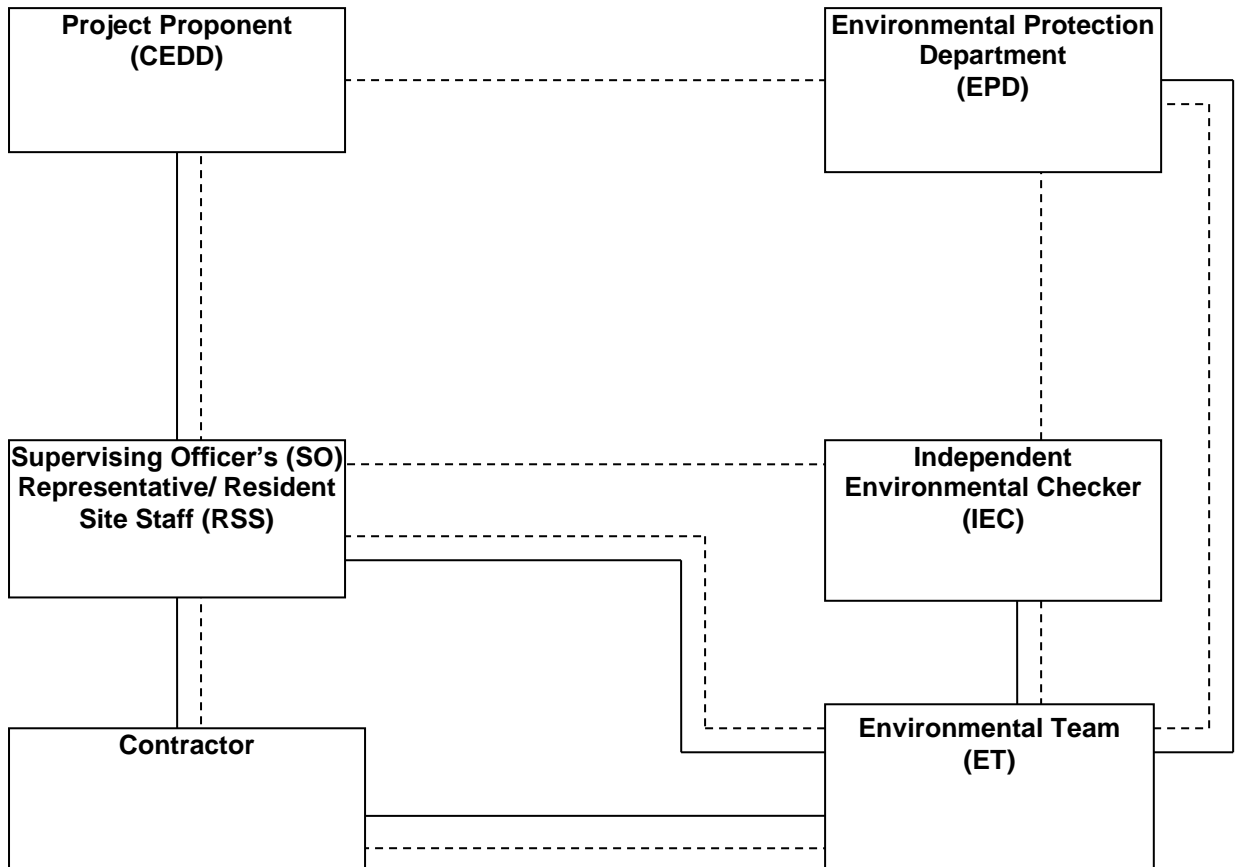 Project Proponent
(CEDD)
Environmental Protection
Department
(EPD)
Supervising Officer's (SO)
Representative/ Resident
Site Staff (RSS)
Independent
Environmental Checker
(IEC)
Contractor
Environmental Team
(ET)